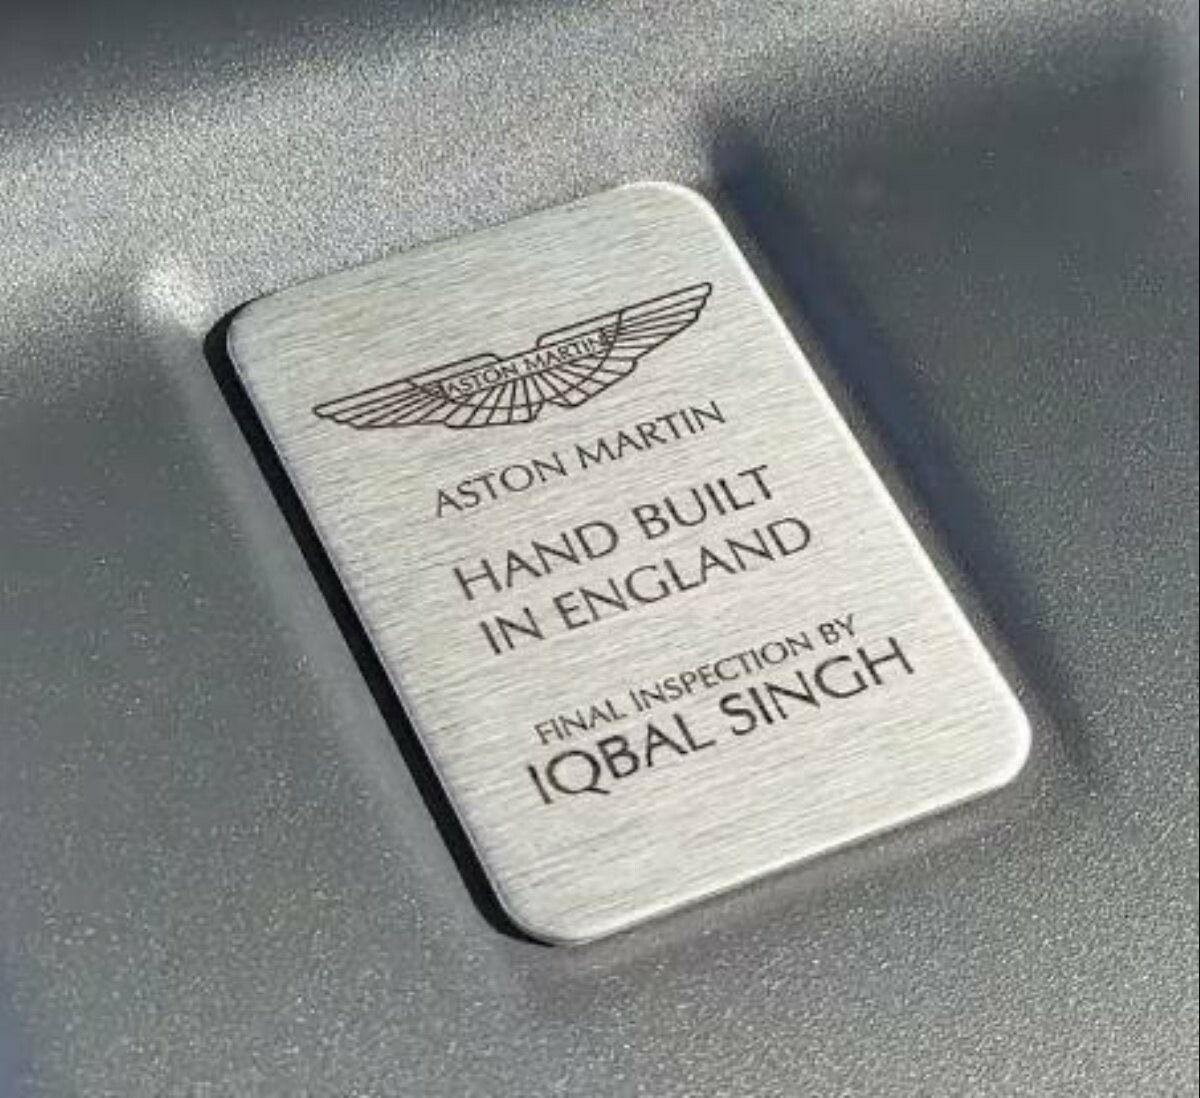 ASTON MARTIN
ASTON MARTIN
HAND BUILT
IN ENGLAND
FINAL INSPECTION BY
IQBAL SINGH